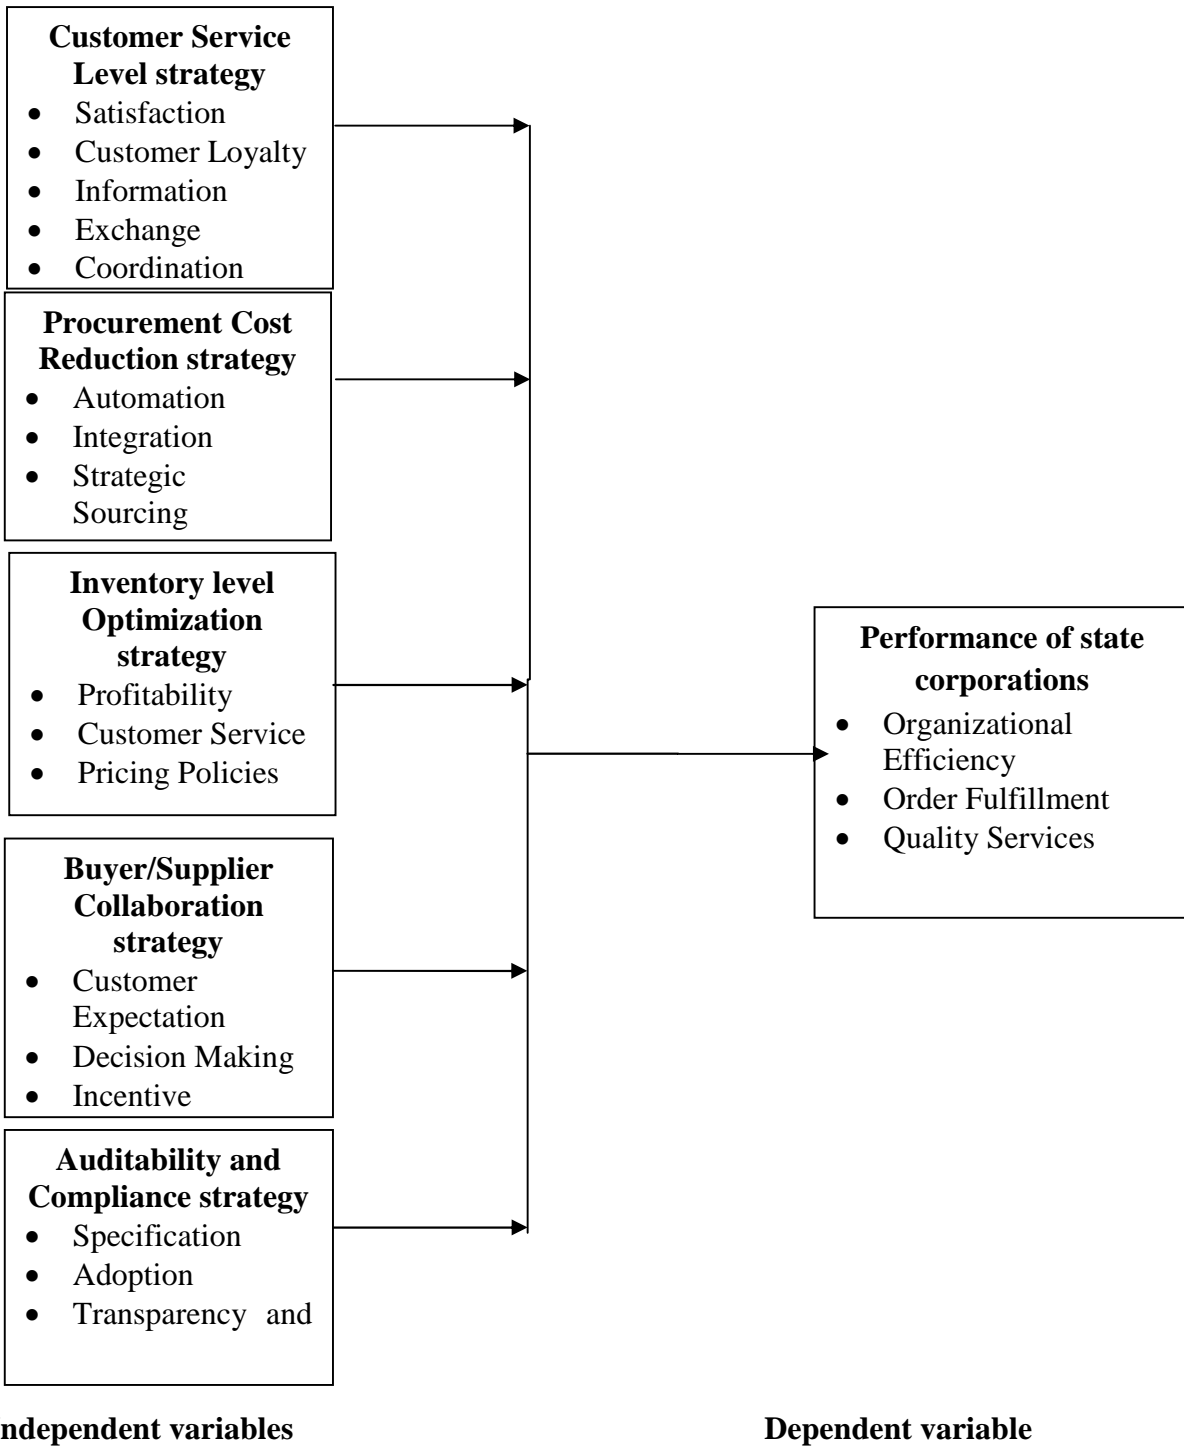 Customer Service
Level strategy
• Satisfaction
• Customer Loyalty
• Information
• Exchange
• Coordination
Procurement Cost
Reduction strategy
• Automation
• Integration
• Strategic
Sourcing
Inventory level
Optimization
strategy
• Profitability
• Customer Service
• Pricing Policies
Buyer/Supplier
Collaboration
strategy
• Customer
Expectation
• Decision Making
• Incentive
Auditability and
Compliance strategy
• Specification
• Adoption
• Transparency and
Performance of state
corporations
• Organizational
Efficiency
• Order Fulfillment
• Quality Services
ndependent variables
Dependent variable